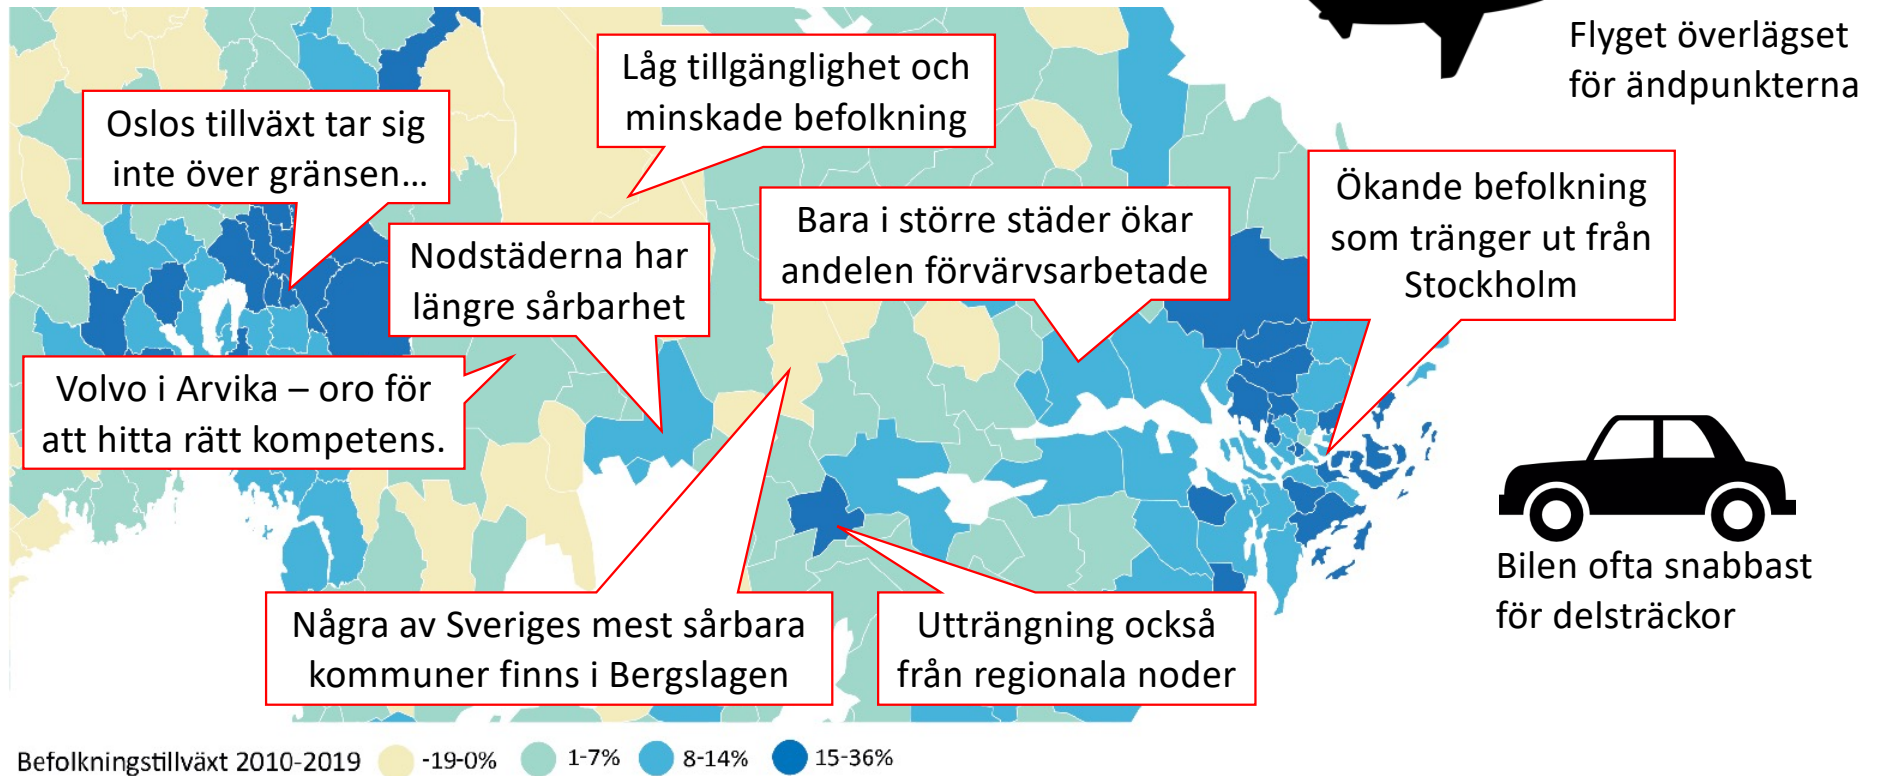 Flyget överlägset
för ändpunkterna
Låg tillgänglighet och
minskade befolkning
Oslos tillväxt tar sig
inte över gränsen…
Ökande befolkning
som tränger ut från
Stockholm
Bara i större städer ökar
andelen förvärvsarbetade
Nodstäderna har
längre sårbarhet
Volvo i Arvika – oro för
att hitta rätt kompetens.
Bilen ofta snabbast
för delsträckor
Några av Sveriges mest sårbara
kommuner finns i Bergslagen
Utträngning också
från regionala noder
Befolkningstillväxt 2010-2019 -19-0% 1-7% 8-14% 15-36%